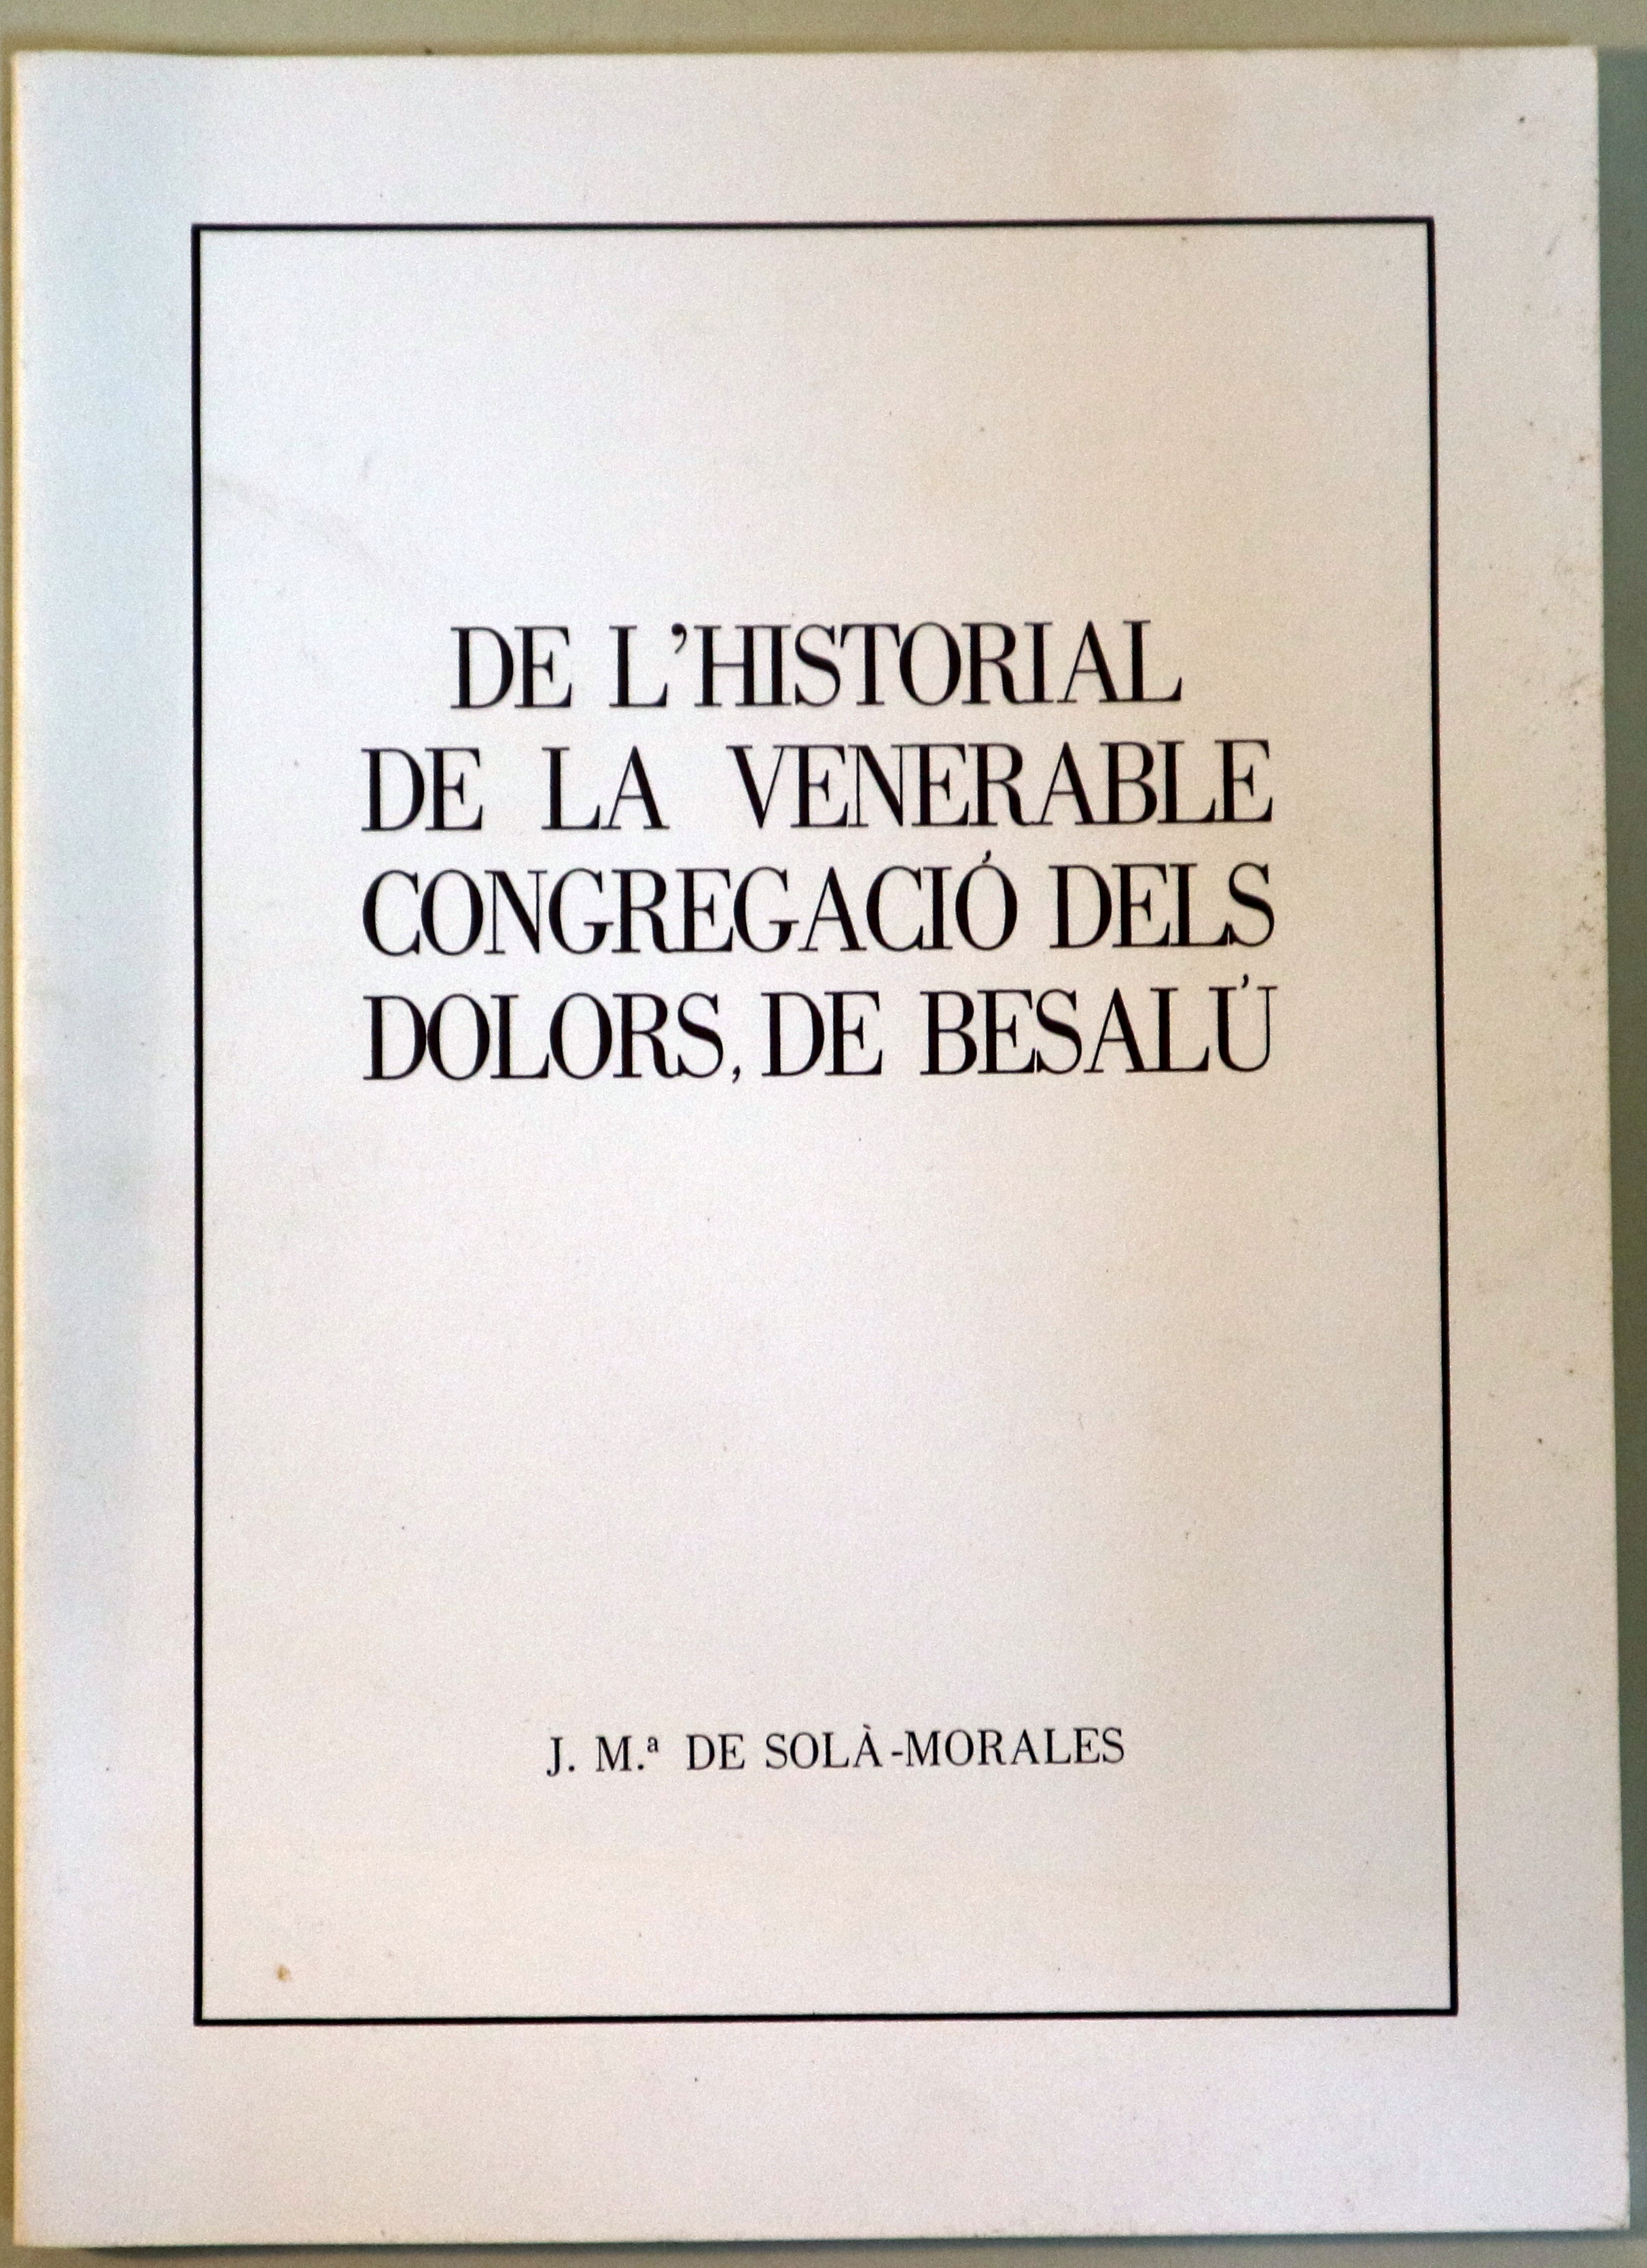 DE L'HISTORIAL
DE LA VENERABLE
CONGREGACIÓ DELS
DOLORS, DE BESALÚ
J. M.ª DE SOLÀ-MORALES